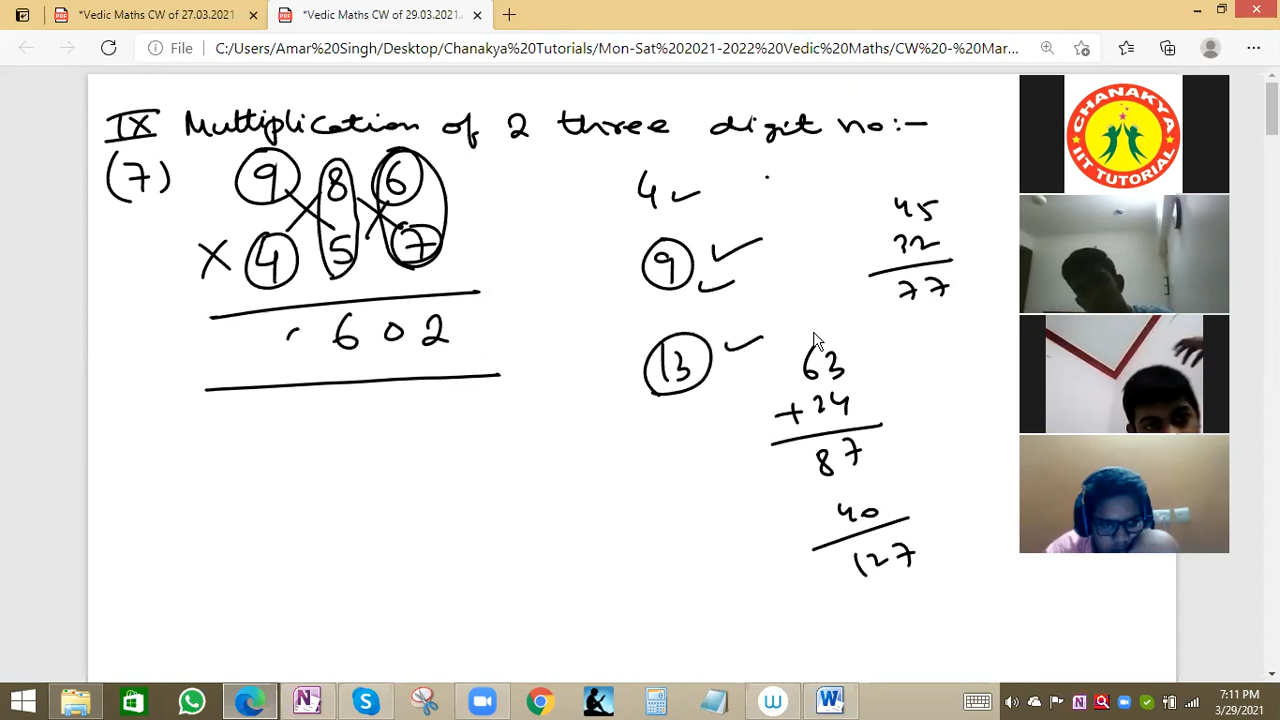 *Vedic Maths CW of 27.03.2021
*Vedic Maths CW of 29.03.2021.
File
C:/Users/Amar%20Singh/Desktop/Chanakya%20Tutorials/Mon-Sat%202021-2022%20Vedic%20Maths/CW%20-%20Mar...
IX Multiplication of 2 three digit no:-
(7) 9 8 6
× 4 5 7
6 0 2
4 ✓
9 ✓
13 ✓
45
32
77
63
+24
87
40
127
CHANAKYA
IIT TUTORIAL
7:11 PM
3/29/2021